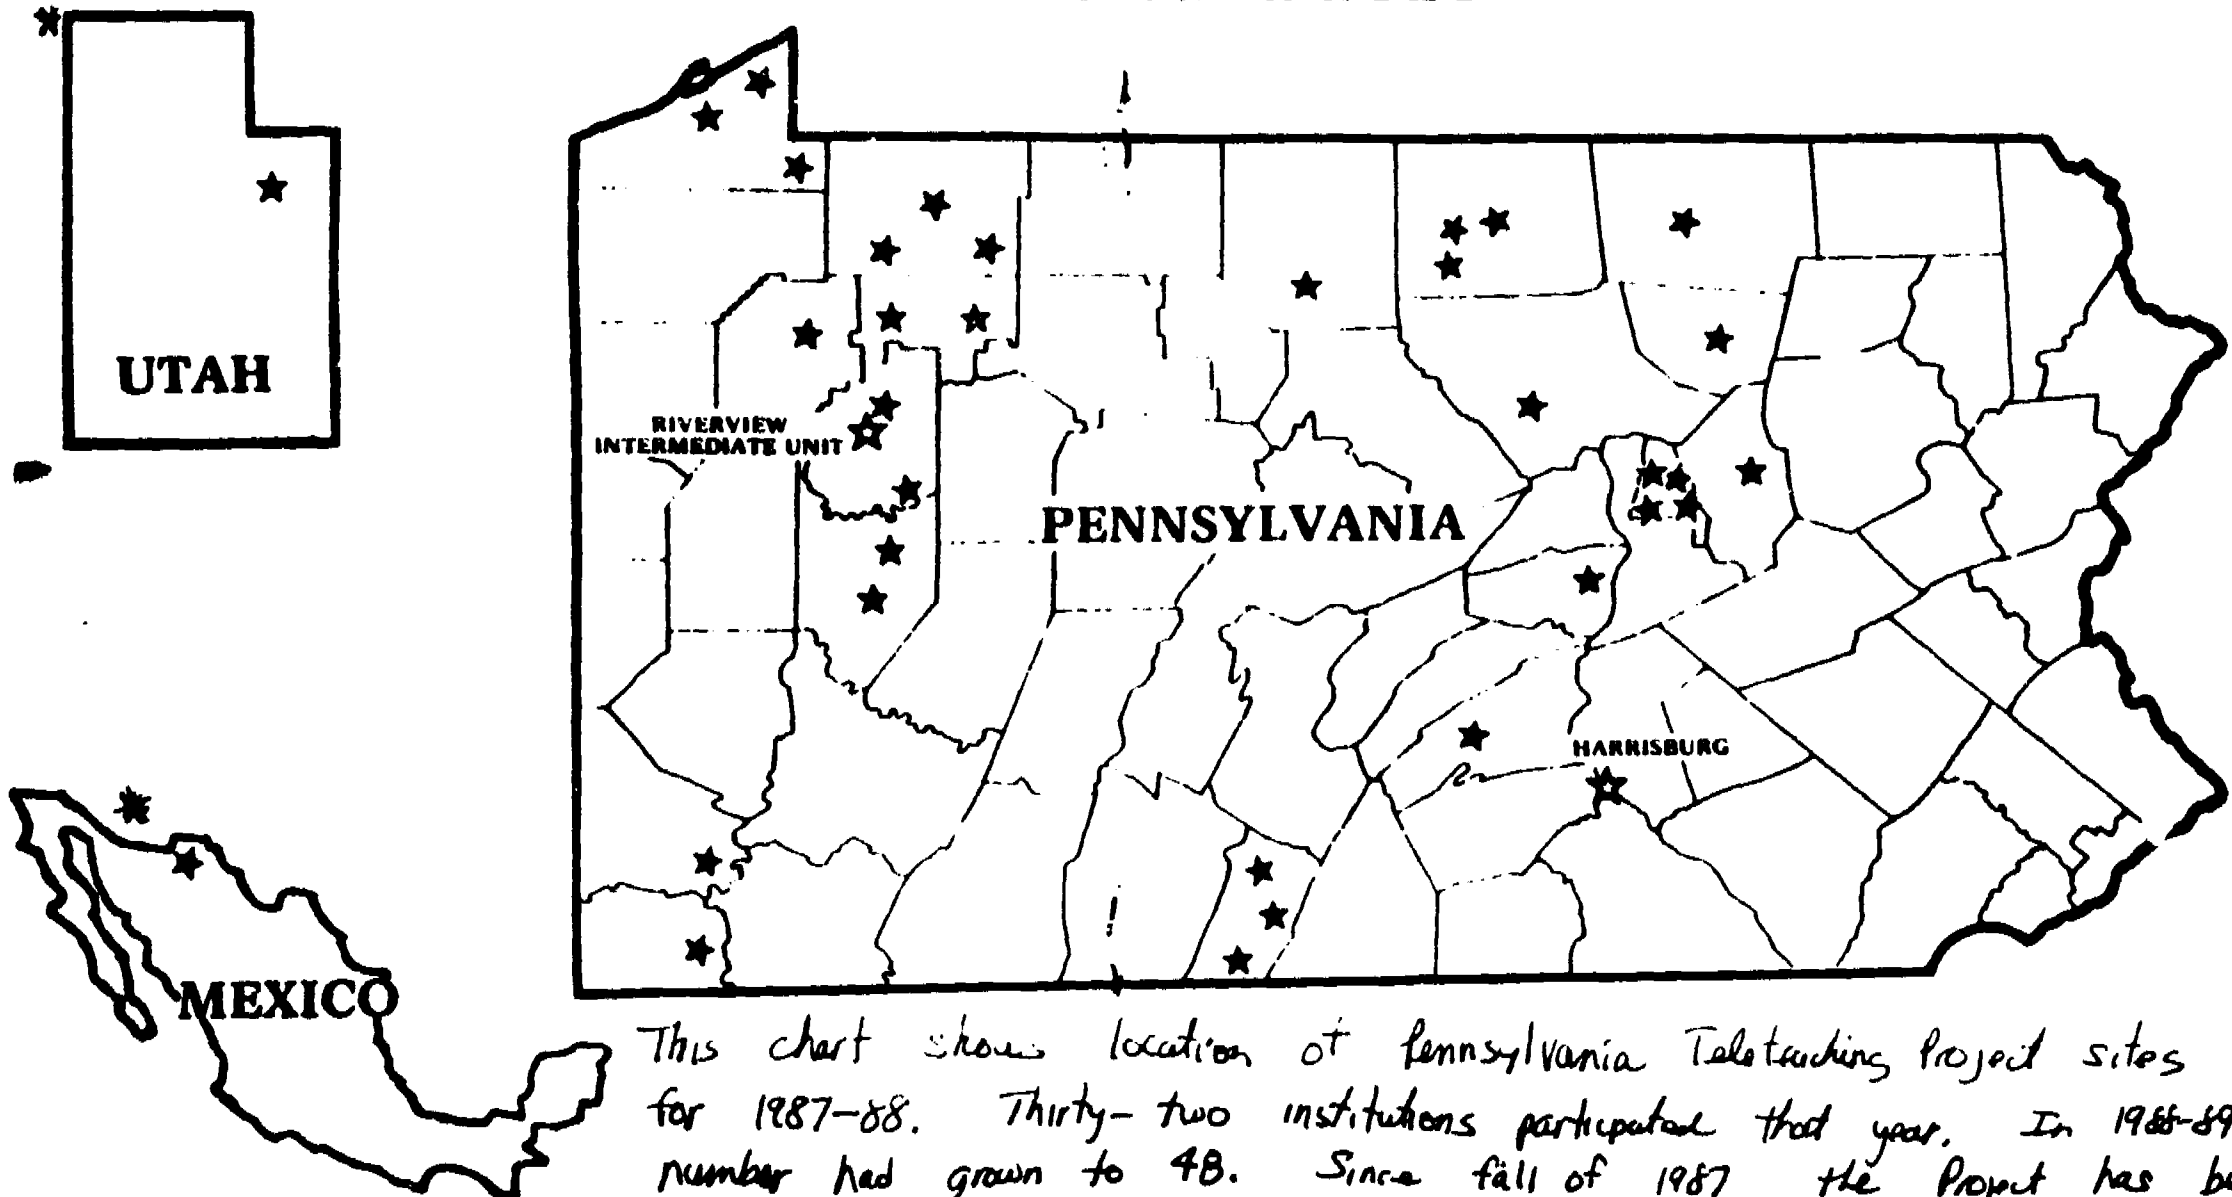 UTAH
RIVERVIEW
INTERMEDIATE UNIT
PENNSYLVANIA
HARRISBURG
MEXICO
This chart shows location of Pennsylvania Teleteaching Project sites
for 1987-88. Thirty-two institutions participated that year. In 1988-89
number had grown to 48. Since fall of 1987 the Project has